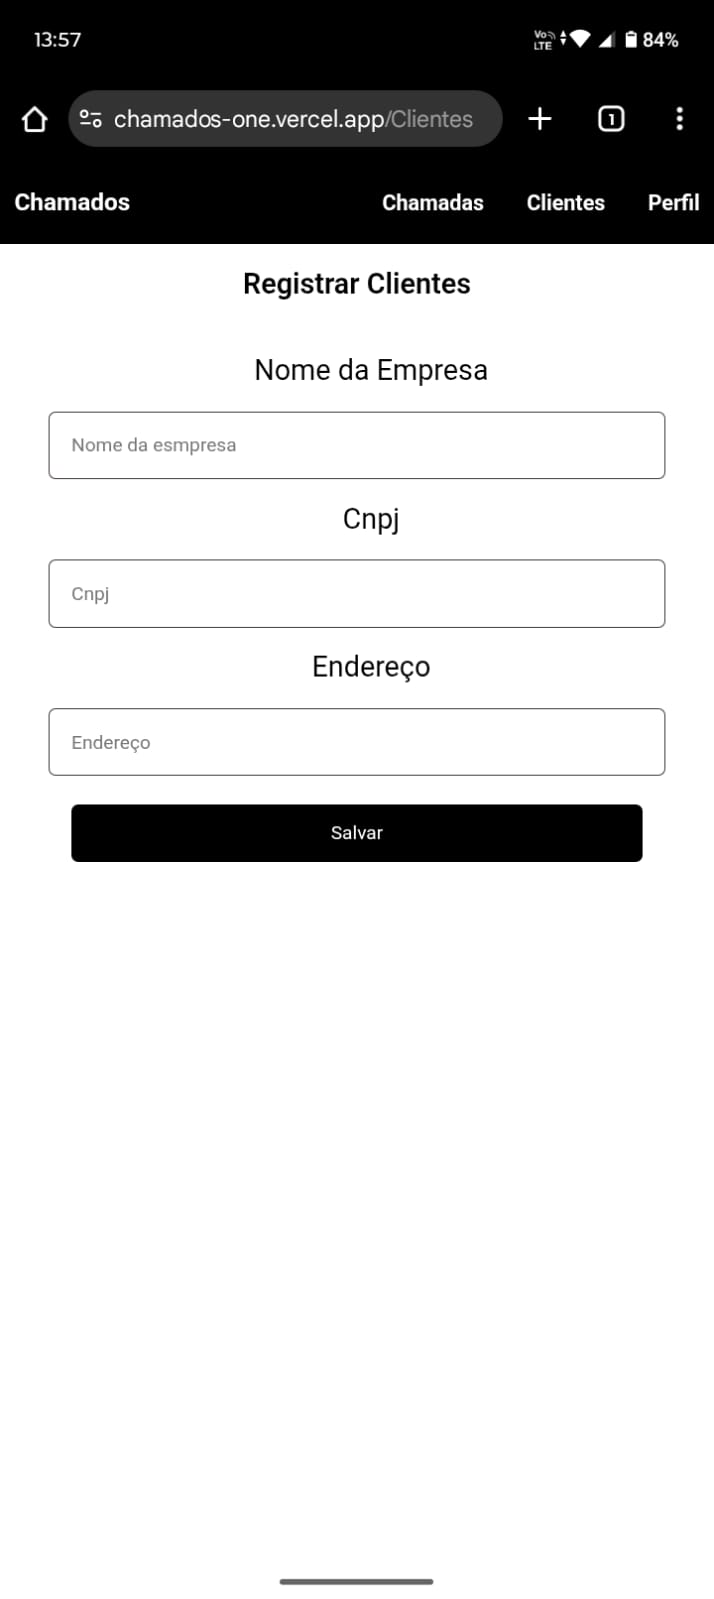 13:57
Vo LTE 84%
chamados-one.vercel.app/Clientes
1
Chamados Chamadas Clientes Perfil
Registrar Clientes
Nome da Empresa
Nome da esmpresa
Cnpj
Cnpj
Endereço
Endereço
Salvar